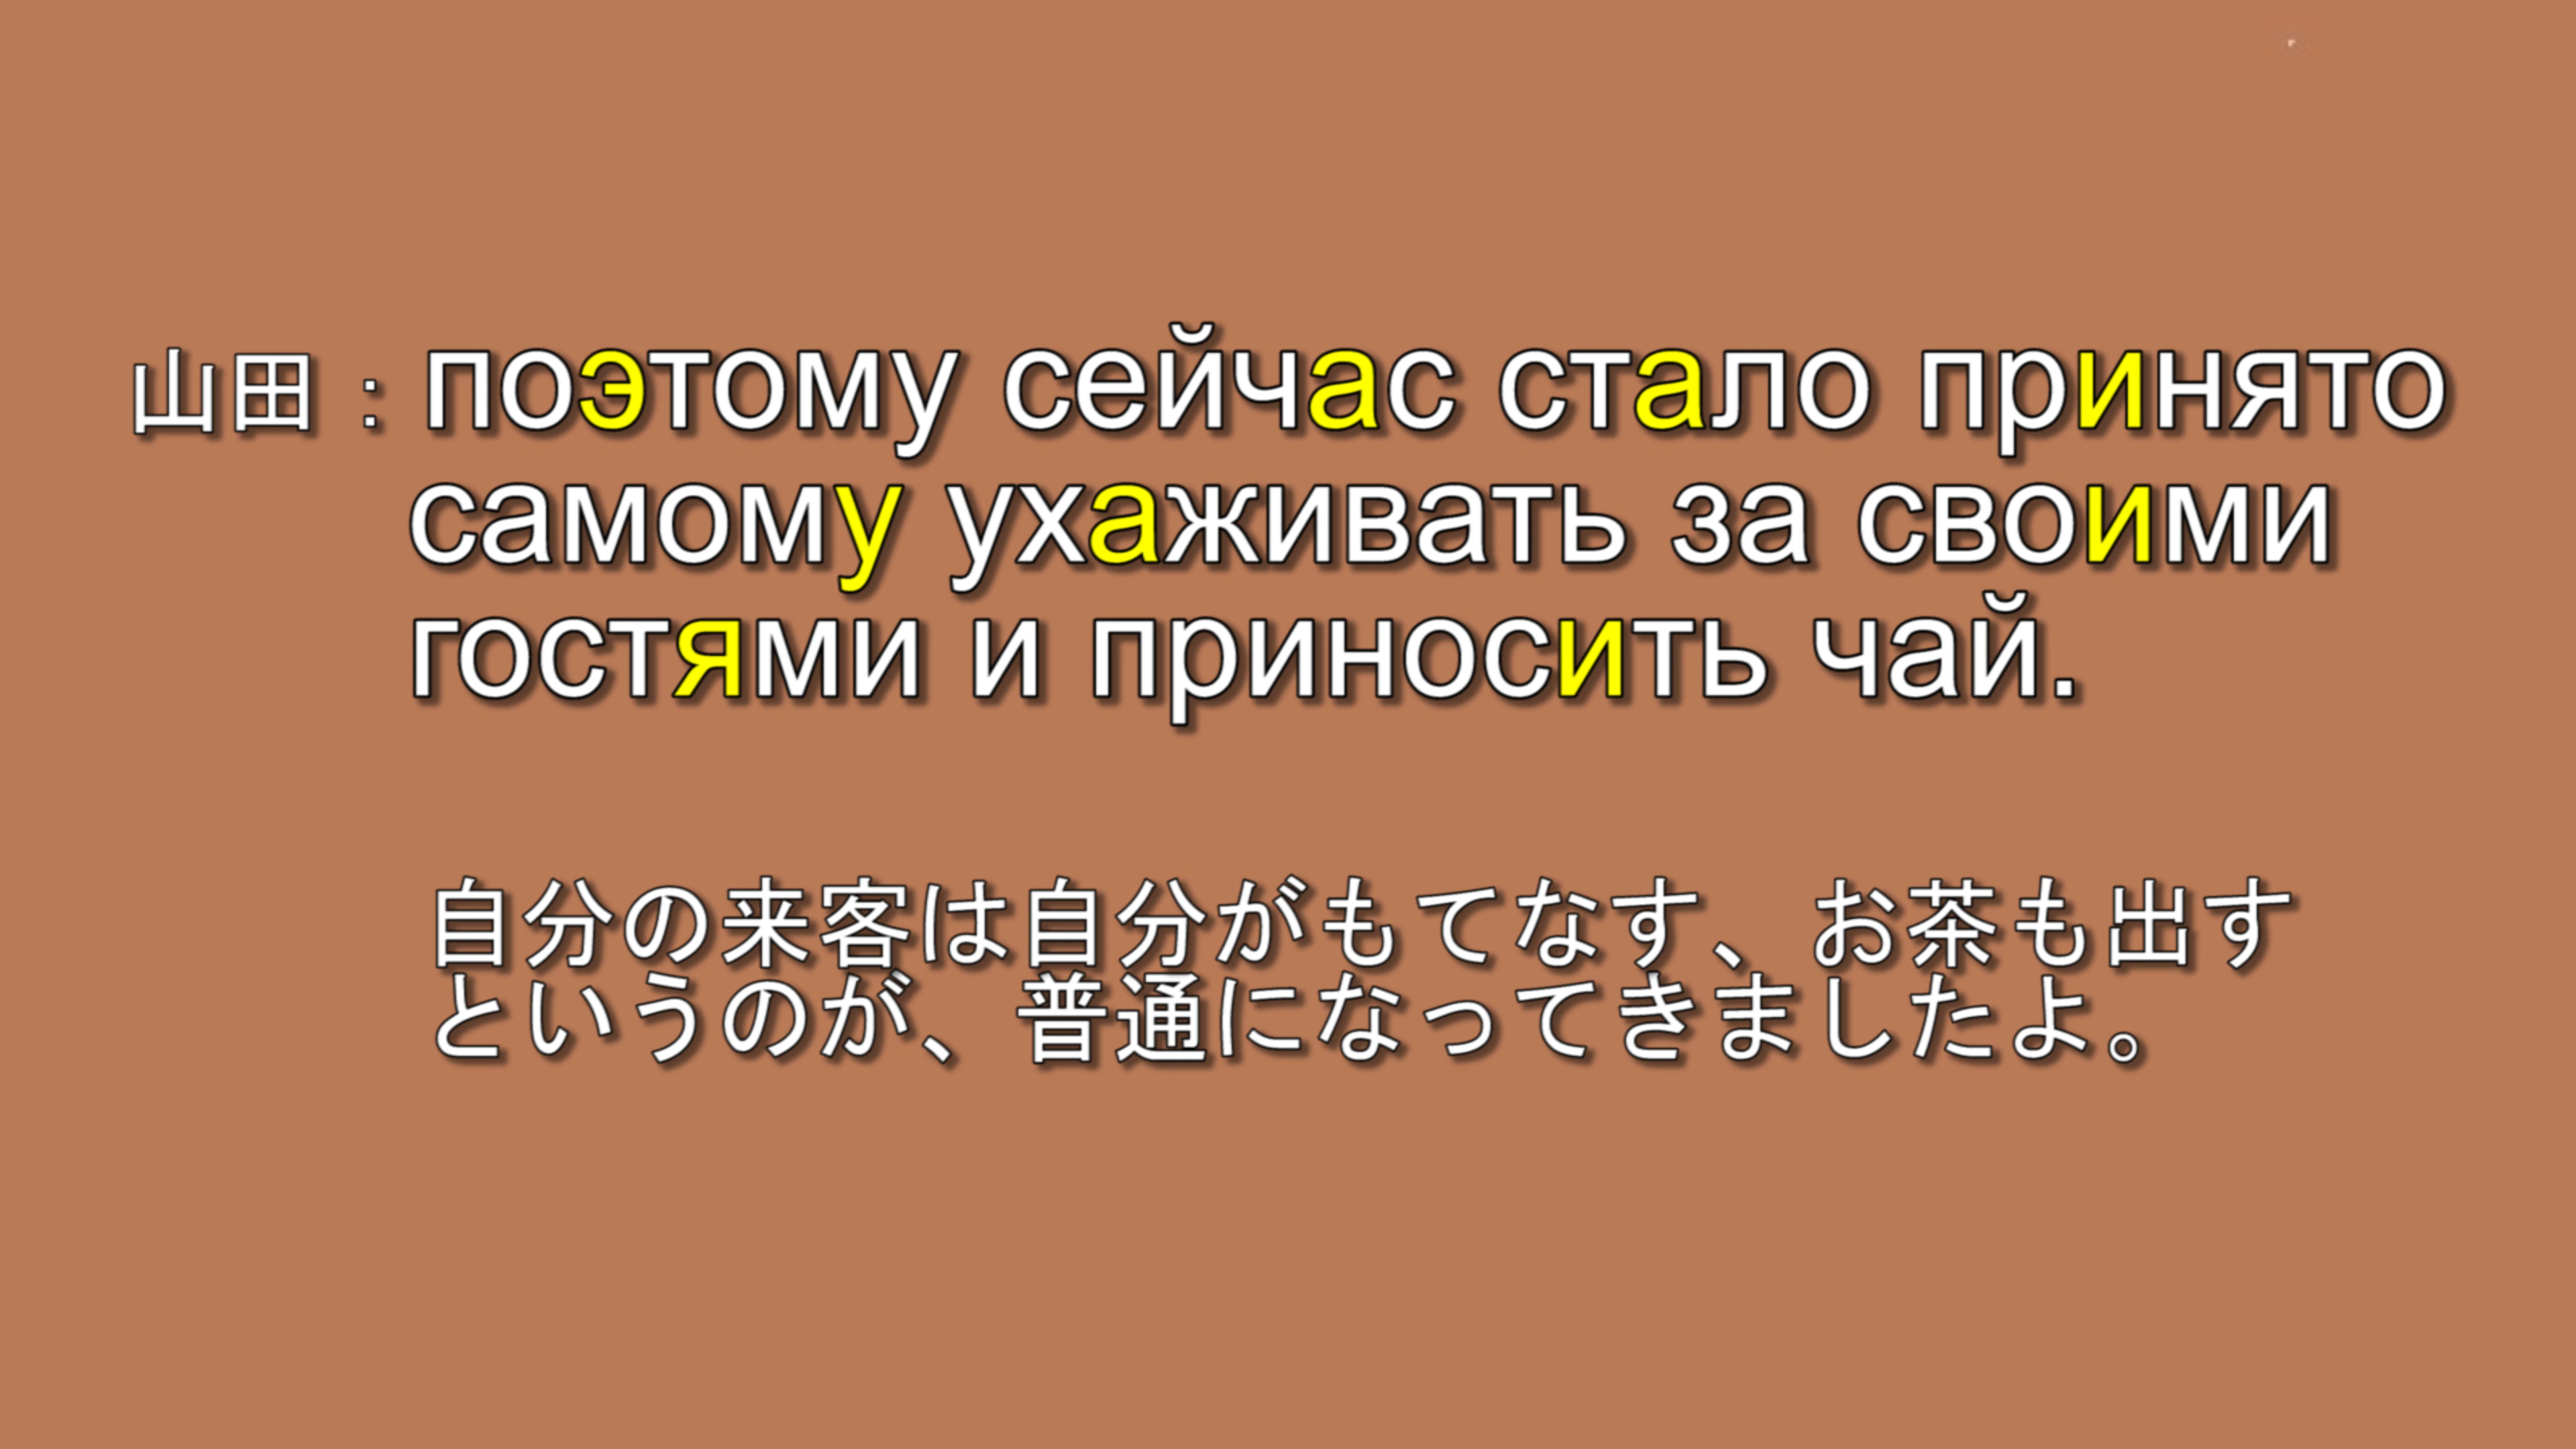 山田：поэтому сейчас стало принято
самому ухаживать за своими
гостями и приносить чай.
自分の来客は自分がもてなす、お茶も出す
というのが、普通になってきましたよ。